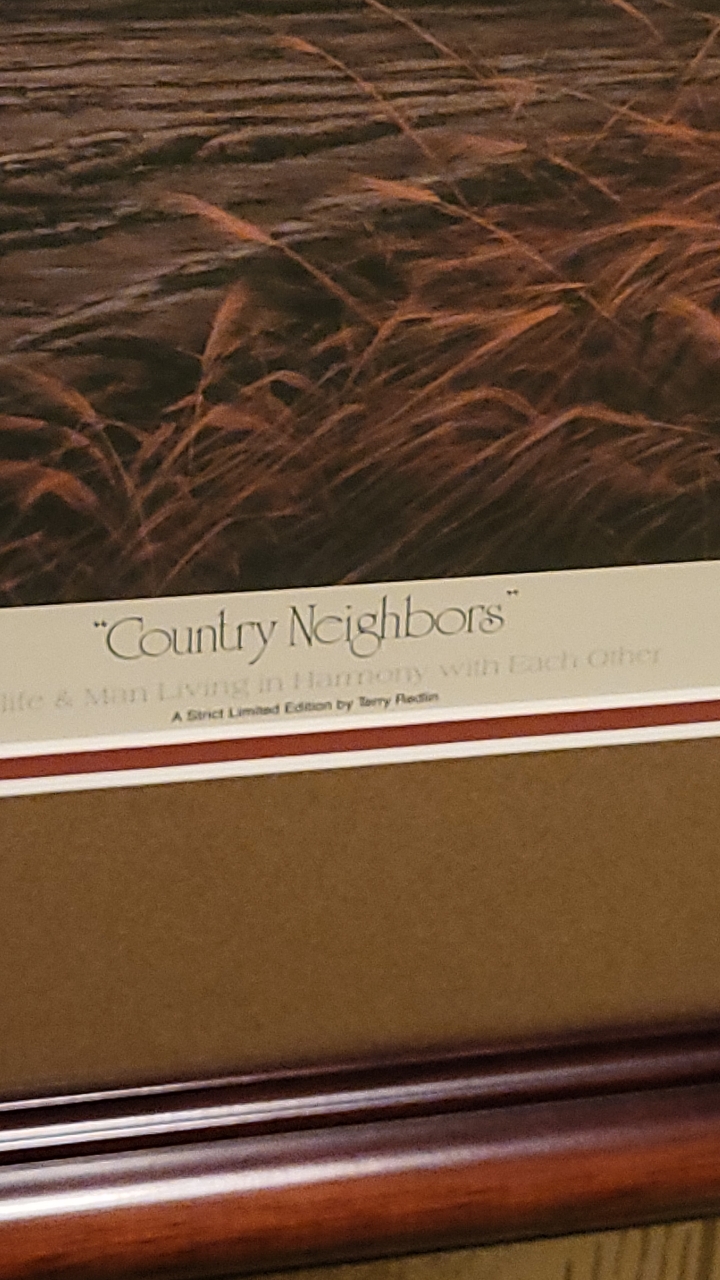 "Country Neighbors"
life & Man Living in Harmony with Each Other
A Strict Limited Edition by Terry Redlin